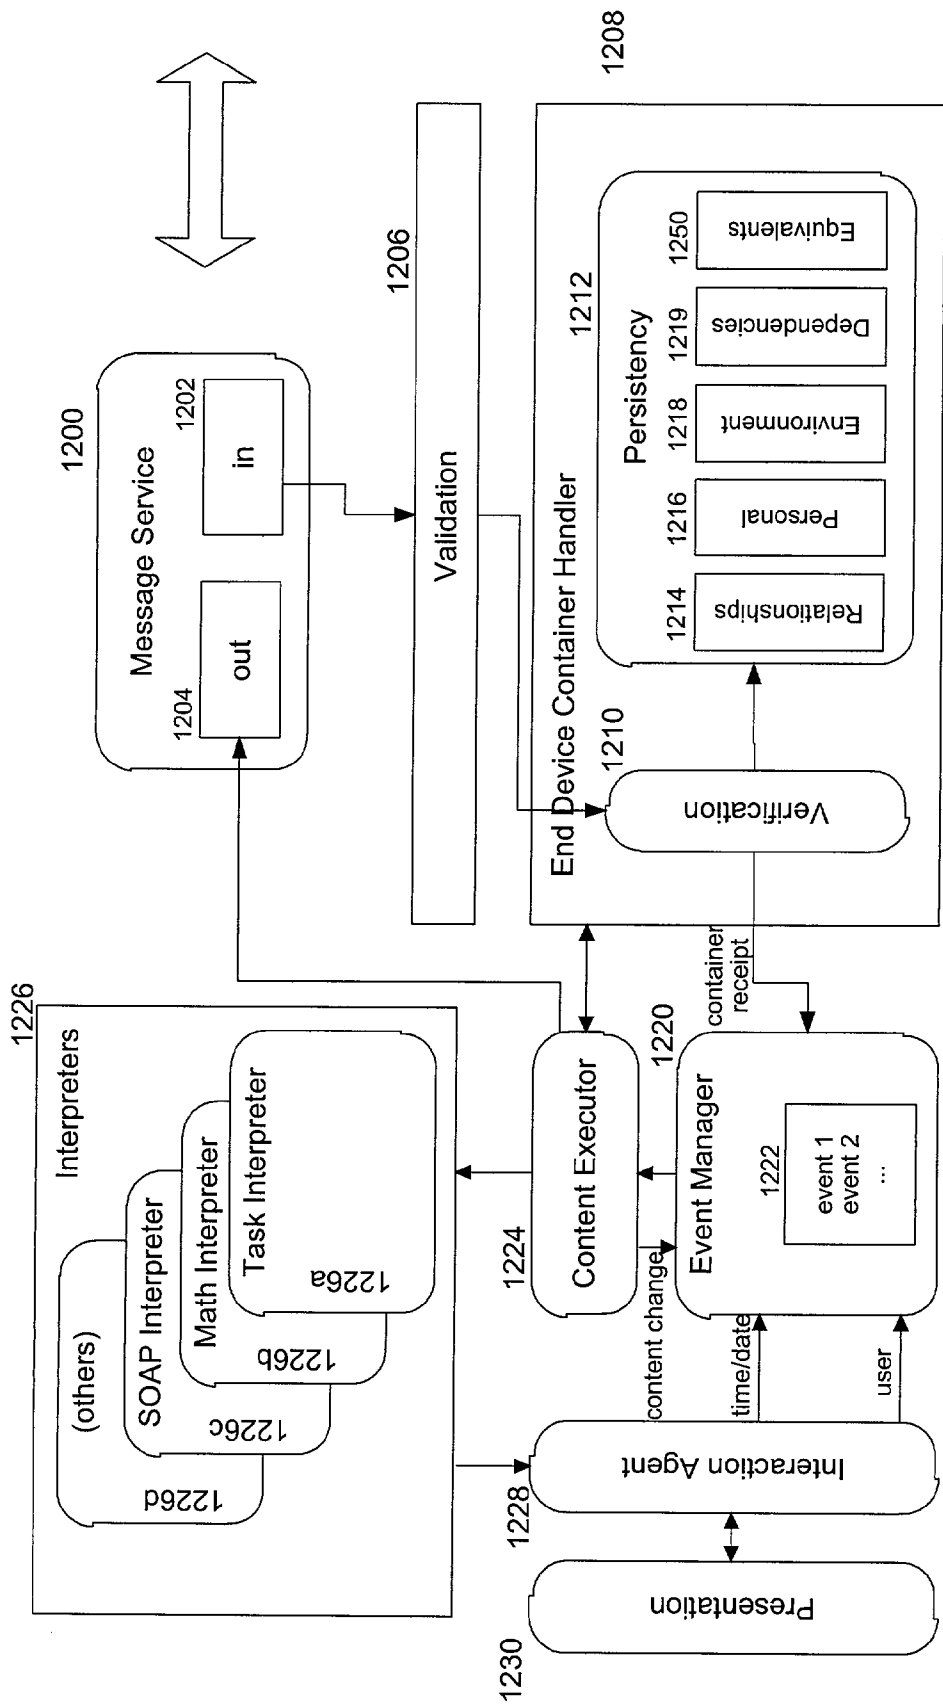 1200
Message Service
1202
in
1204
out
1206
Validation
1208
End Device Container Handler
1210
Verification
1212
Persistency
1214
Relationships
1216
Personal
1218
Environment
1219
Dependencies
1250
Equivalents
1226
Interpreters
(others)
1226d
SOAP Interpreter
1226c
Math Interpreter
1226b
Task Interpreter
1226a
1224
Content Executor
container
receipt
1220
Event Manager
1222
event 1
event 2
...
content change
time/date
user
1228
Interaction Agent
1230
Presentation